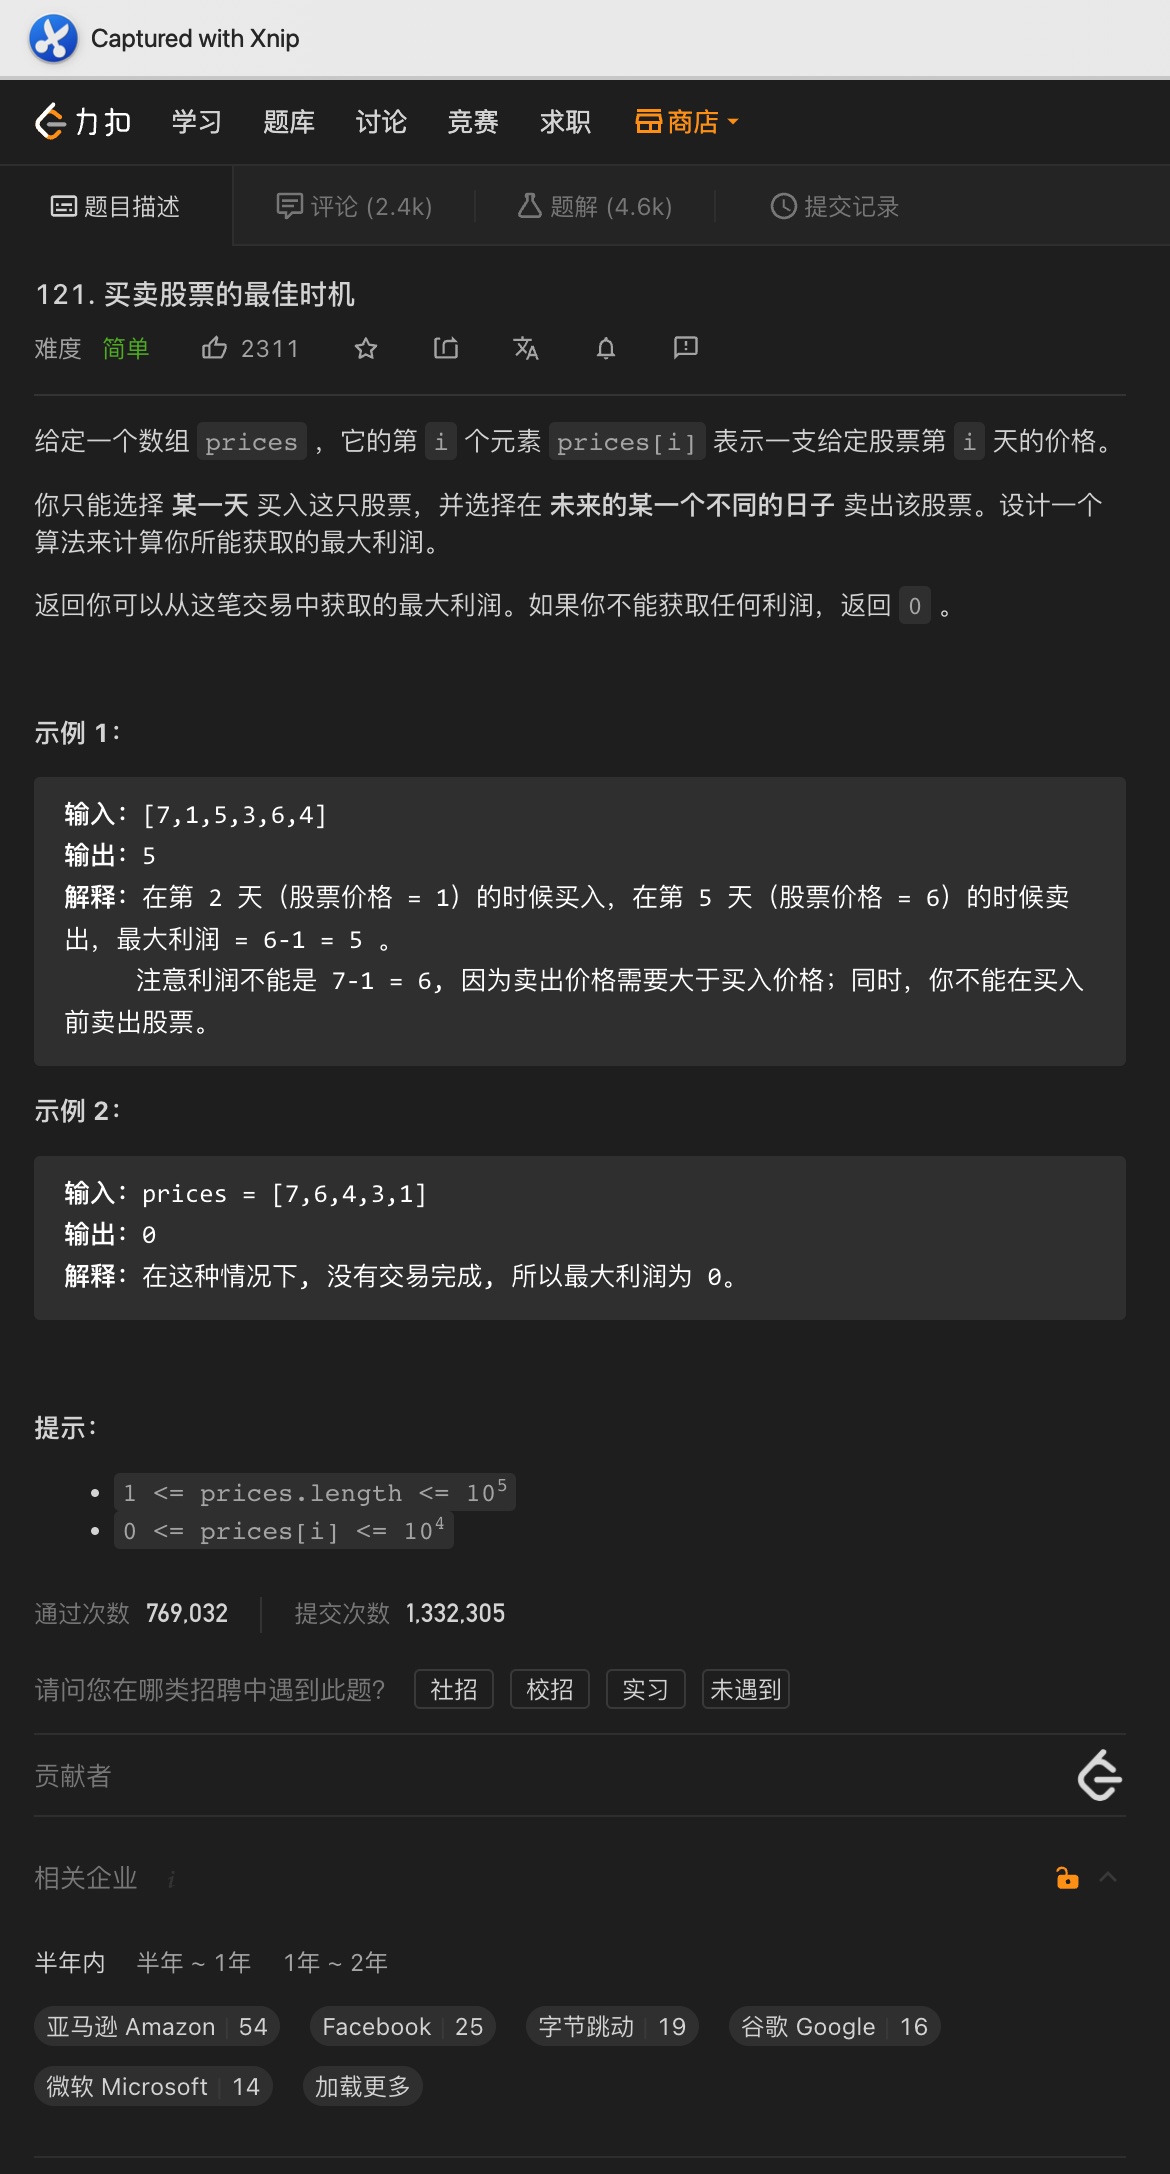 Captured with Xnip
力扣 学习 题库 讨论 竞赛 求职 商店
题目描述 评论 (2.4k) 题解 (4.6k) 提交记录
121. 买卖股票的最佳时机
难度 简单 2311
给定一个数组 prices ，它的第 i 个元素 prices[i] 表示一支给定股票第 i 天的价格。
你只能选择 某一天 买入这只股票，并选择在 未来的某一个不同的日子 卖出该股票。设计一个
算法来计算你所能获取的最大利润。
返回你可以从这笔交易中获取的最大利润。如果你不能获取任何利润，返回 0 。
示例 1：
输入：[7,1,5,3,6,4]
输出：5
解释：在第 2 天（股票价格 = 1）的时候买入，在第 5 天（股票价格 = 6）的时候卖
出，最大利润 = 6-1 = 5 。
注意利润不能是 7-1 = 6, 因为卖出价格需要大于买入价格；同时，你不能在买入
前卖出股票。
示例 2：
输入：prices = [7,6,4,3,1]
输出：0
解释：在这种情况下, 没有交易完成, 所以最大利润为 0。
提示：
• 1 <= prices.length <= 10⁵
• 0 <= prices[i] <= 10⁴
通过次数 769,032 提交次数 1,332,305
请问您在哪类招聘中遇到此题? 社招 校招 实习 未遇到
贡献者
相关企业 i
半年内 半年 ~ 1年 1年 ~ 2年
亚马逊 Amazon 54 Facebook 25 字节跳动 19 谷歌 Google 16
微软 Microsoft 14 加载更多